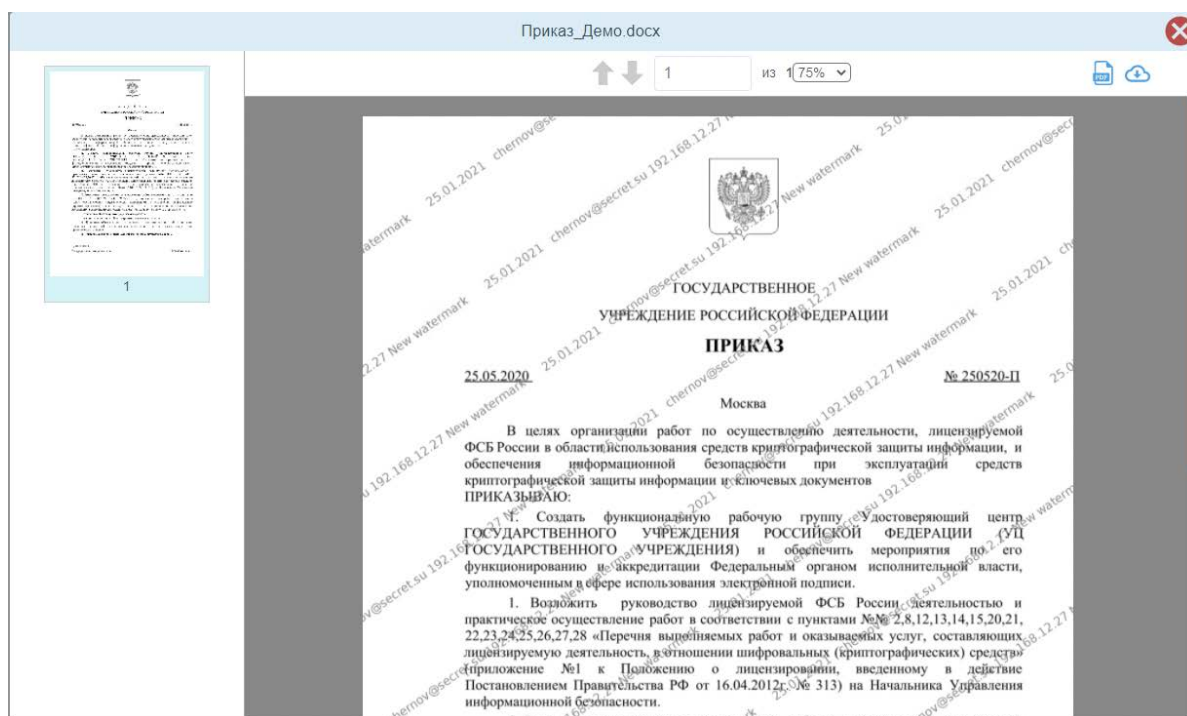 Приказ_Демо.docx
1 из 1 75%
PDF
1
25.01.2021 chernov@secret.su 192.168.12.27 New watermark
ГОСУДАРСТВЕННОЕ
УЧРЕЖДЕНИЕ РОССИЙСКОЙ ФЕДЕРАЦИИ
ПРИКАЗ
25.05.2020 № 250520-П
Москва
В целях организации работ по осуществлению деятельности, лицензируемой
ФСБ России в области использования средств криптографической защиты информации, и
обеспечения информационной безопасности при эксплуатации средств
криптографической защиты информации и ключевых документов
ПРИКАЗЫВАЮ:
1. Создать функциональную рабочую группу Удостоверяющий центр
ГОСУДАРСТВЕННОГО УЧРЕЖДЕНИЯ РОССИЙСКОЙ ФЕДЕРАЦИИ (УЦ
ГОСУДАРСТВЕННОГО УЧРЕЖДЕНИЯ) и обеспечить мероприятия по его
функционированию и аккредитации Федеральным органом исполнительной власти,
уполномоченным в сфере использования электронной подписи.
1. Возложить руководство лицензируемой ФСБ России деятельностью и
практическое осуществление работ в соответствии с пунктами №№ 2,8,12,13,14,15,20,21,
22,23,24,25,26,27,28 «Перечня выполняемых работ и оказываемых услуг, составляющих
лицензируемую деятельность, в отношении шифровальных (криптографических) средств»
(приложение №1 к Положению о лицензировании, введенному в действие
Постановлением Правительства РФ от 16.04.2012г. № 313) на Начальника Управления
информационной безопасности.